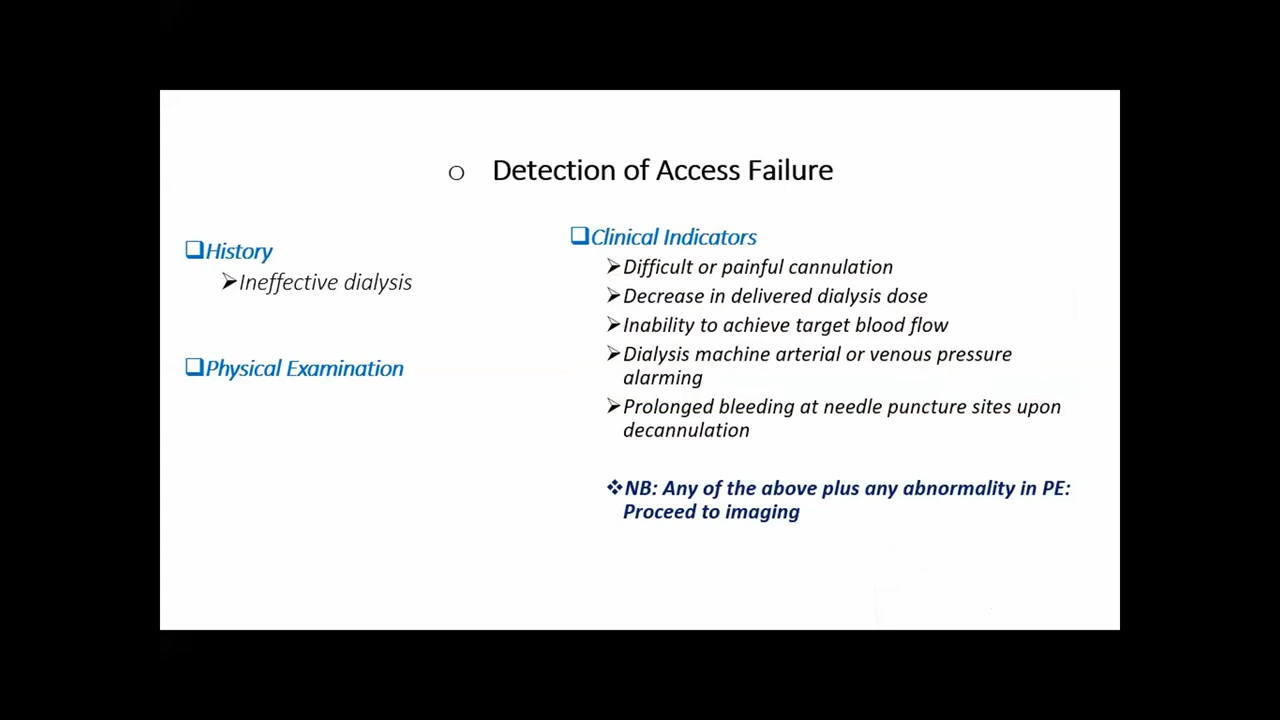 o Detection of Access Failure
❑History
➢Ineffective dialysis
❑Physical Examination
❑Clinical Indicators
➢Difficult or painful cannulation
➢Decrease in delivered dialysis dose
➢Inability to achieve target blood flow
➢Dialysis machine arterial or venous pressure
alarming
➢Prolonged bleeding at needle puncture sites upon
decannulation
❖NB: Any of the above plus any abnormality in PE:
Proceed to imaging